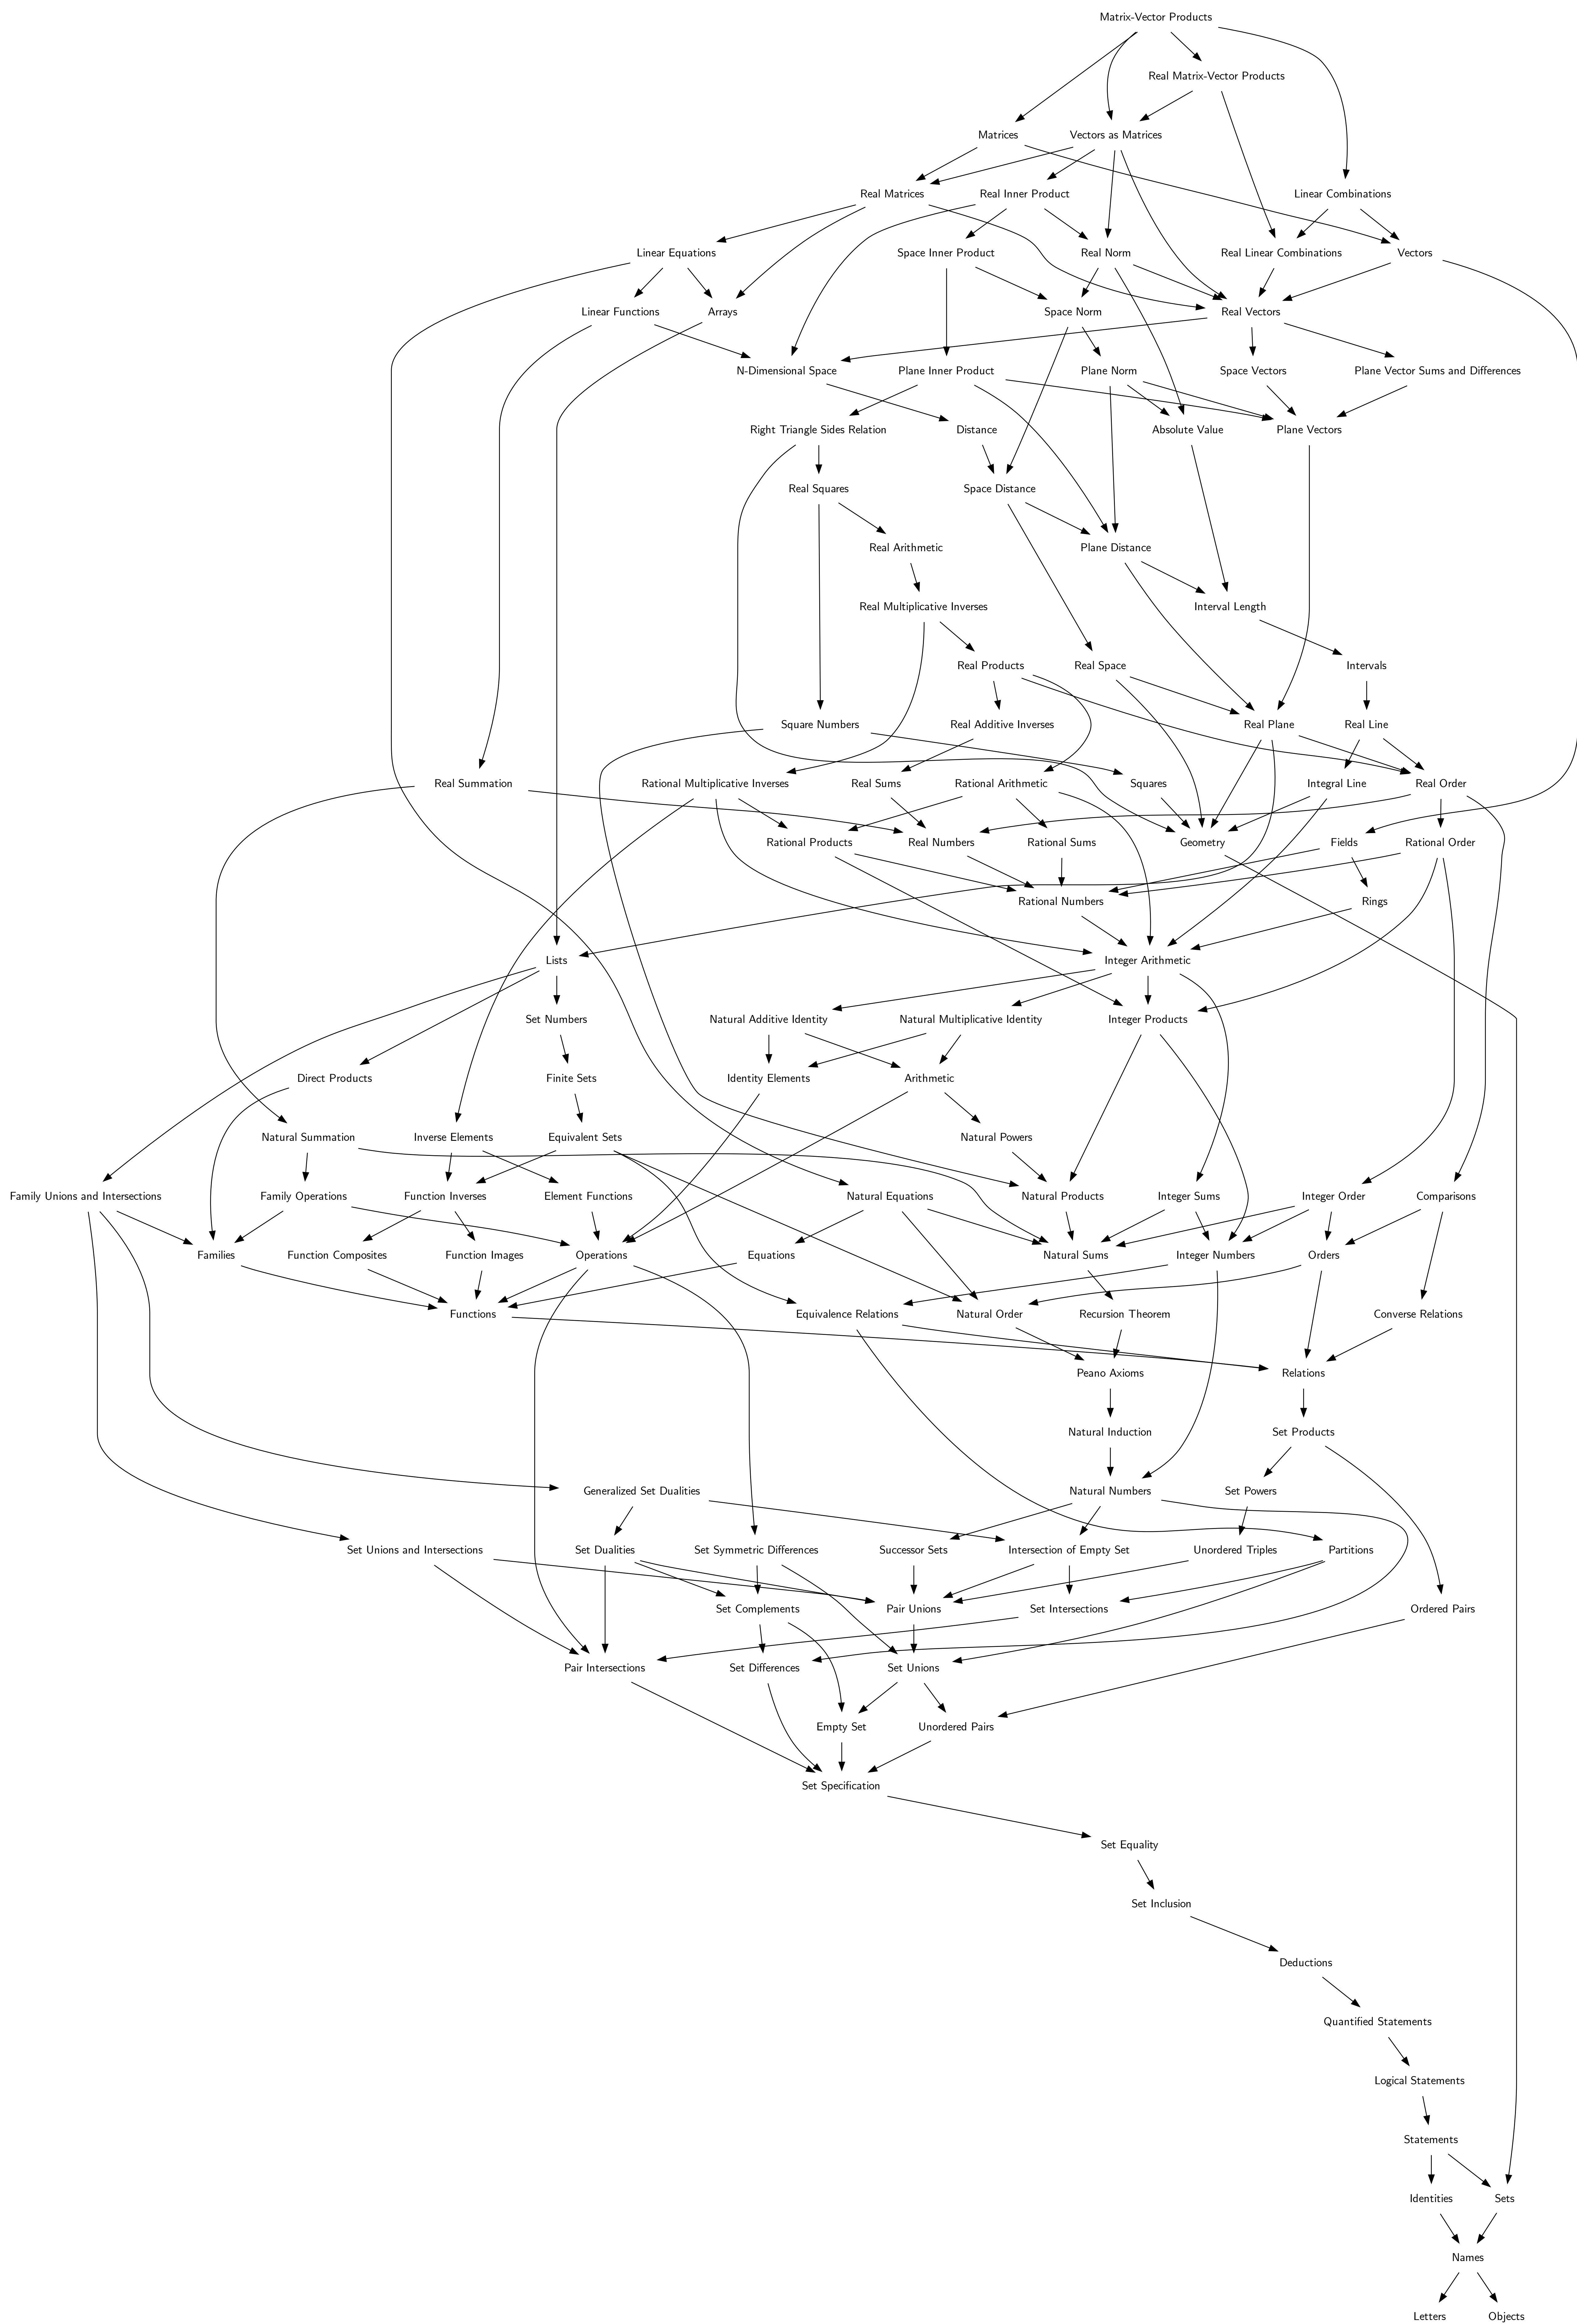 Matrix-Vector Products
Real Matrix-Vector Products
Matrices
Vectors as Matrices
Real Matrices
Real Inner Product
Linear Combinations
Linear Equations
Space Inner Product
Real Norm
Real Linear Combinations
Vectors
Linear Functions
Arrays
Space Norm
Real Vectors
N-Dimensional Space
Plane Inner Product
Plane Norm
Space Vectors
Plane Vector Sums and Differences
Right Triangle Sides Relation
Distance
Absolute Value
Plane Vectors
Real Squares
Space Distance
Real Arithmetic
Plane Distance
Real Multiplicative Inverses
Interval Length
Real Products
Real Space
Intervals
Square Numbers
Real Additive Inverses
Real Plane
Real Line
Real Summation
Rational Multiplicative Inverses
Real Sums
Rational Arithmetic
Squares
Integral Line
Real Order
Rational Products
Real Numbers
Rational Sums
Geometry
Fields
Rational Order
Rational Numbers
Rings
Lists
Integer Arithmetic
Set Numbers
Natural Additive Identity
Natural Multiplicative Identity
Integer Products
Direct Products
Finite Sets
Identity Elements
Arithmetic
Natural Summation
Inverse Elements
Equivalent Sets
Natural Powers
Family Unions and Intersections
Family Operations
Function Inverses
Element Functions
Natural Equations
Natural Products
Integer Sums
Integer Order
Comparisons
Families
Function Composites
Function Images
Operations
Equations
Natural Sums
Integer Numbers
Orders
Functions
Equivalence Relations
Natural Order
Recursion Theorem
Converse Relations
Peano Axioms
Relations
Natural Induction
Set Products
Generalized Set Dualities
Natural Numbers
Set Powers
Set Unions and Intersections
Set Dualities
Set Symmetric Differences
Successor Sets
Intersection of Empty Set
Unordered Triples
Partitions
Set Complements
Pair Unions
Set Intersections
Ordered Pairs
Pair Intersections
Set Differences
Set Unions
Empty Set
Unordered Pairs
Set Specification
Set Equality
Set Inclusion
Deductions
Quantified Statements
Logical Statements
Statements
Identities
Sets
Names
Letters
Objects